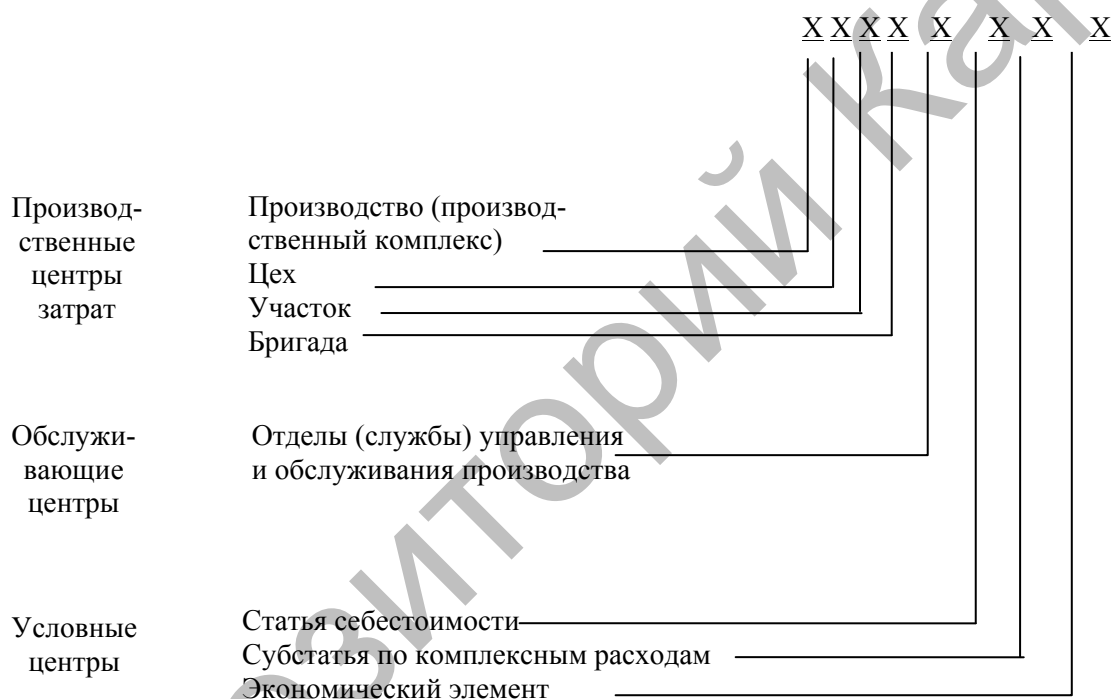 X X X X X X X X
Производ-
ственные
центры
затрат
Производство (производ-
ственный комплекс)
Цех
Участок
Бригада
Обслужи-
вающие
центры
Отделы (службы) управления
и обслуживания производства
Условные
центры
Статья себестоимости
Субстатья по комплексным расходам
Экономический элемент